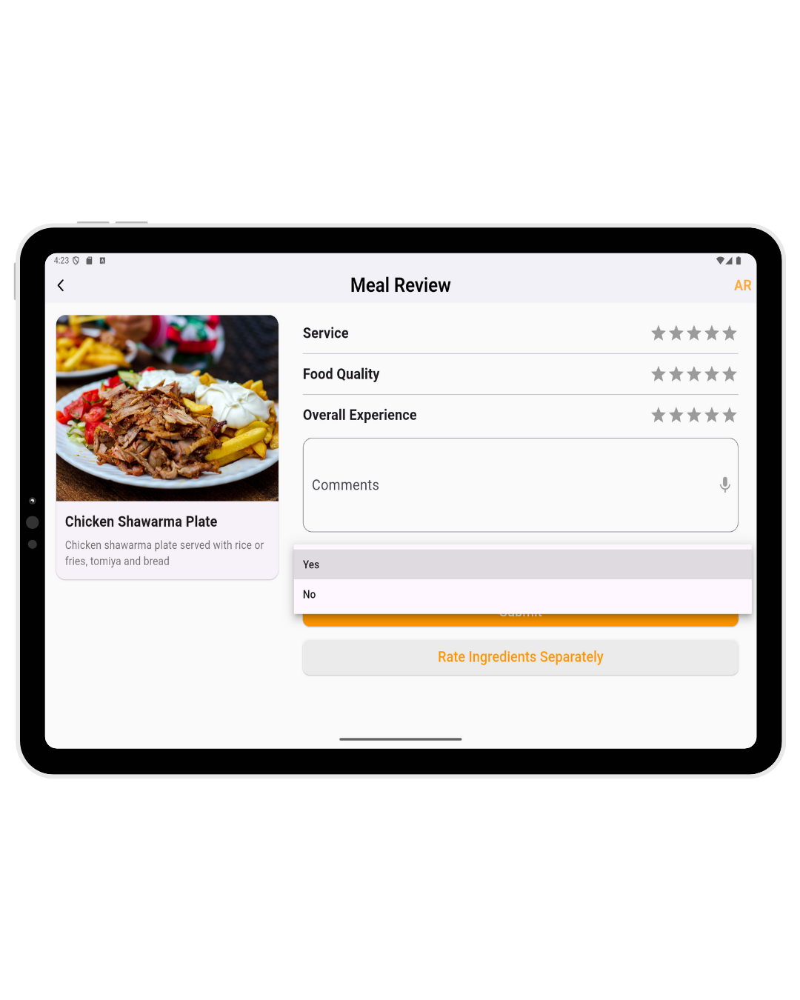 4:23
Meal Review
AR
Service
Food Quality
Overall Experience
Comments
Chicken Shawarma Plate
Chicken shawarma plate served with rice or
fries, tomiya and bread
Yes
No
Submit
Rate Ingredients Separately